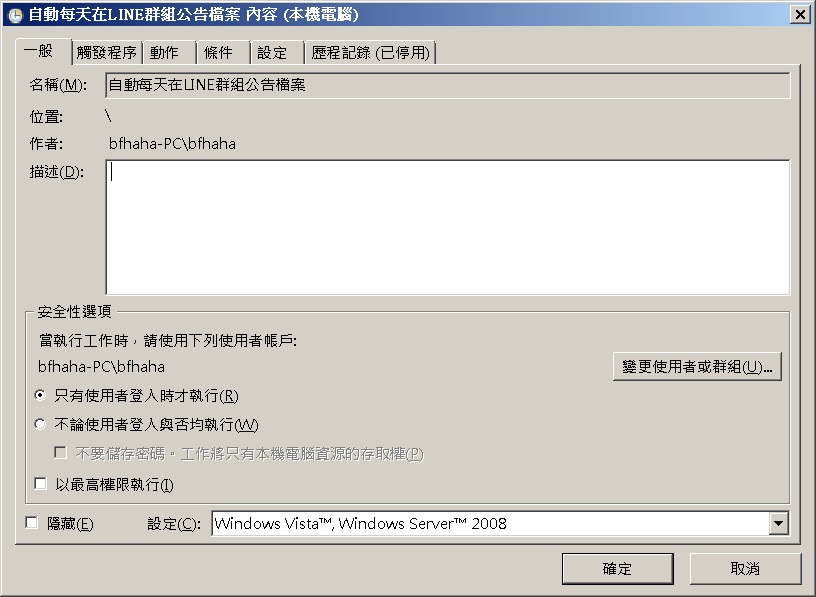 自動每天在LINE群組公告檔案 內容 (本機電腦)
一般 觸發程序 動作 條件 設定 歷程記錄 (已停用)
名稱(M): 自動每天在LINE群組公告檔案
位置: \
作者: bfhaha-PC\bfhaha
描述(D):
安全性選項
當執行工作時，請使用下列使用者帳戶:
bfhaha-PC\bfhaha
變更使用者或群組(U)...
只有使用者登入時才執行(R)
不論使用者登入與否均執行(W)
不要儲存密碼。工作將只有本機電腦資源的存取權(P)
以最高權限執行(I)
隱藏(E) 設定(C): Windows Vista™, Windows Server™ 2008
確定 取消